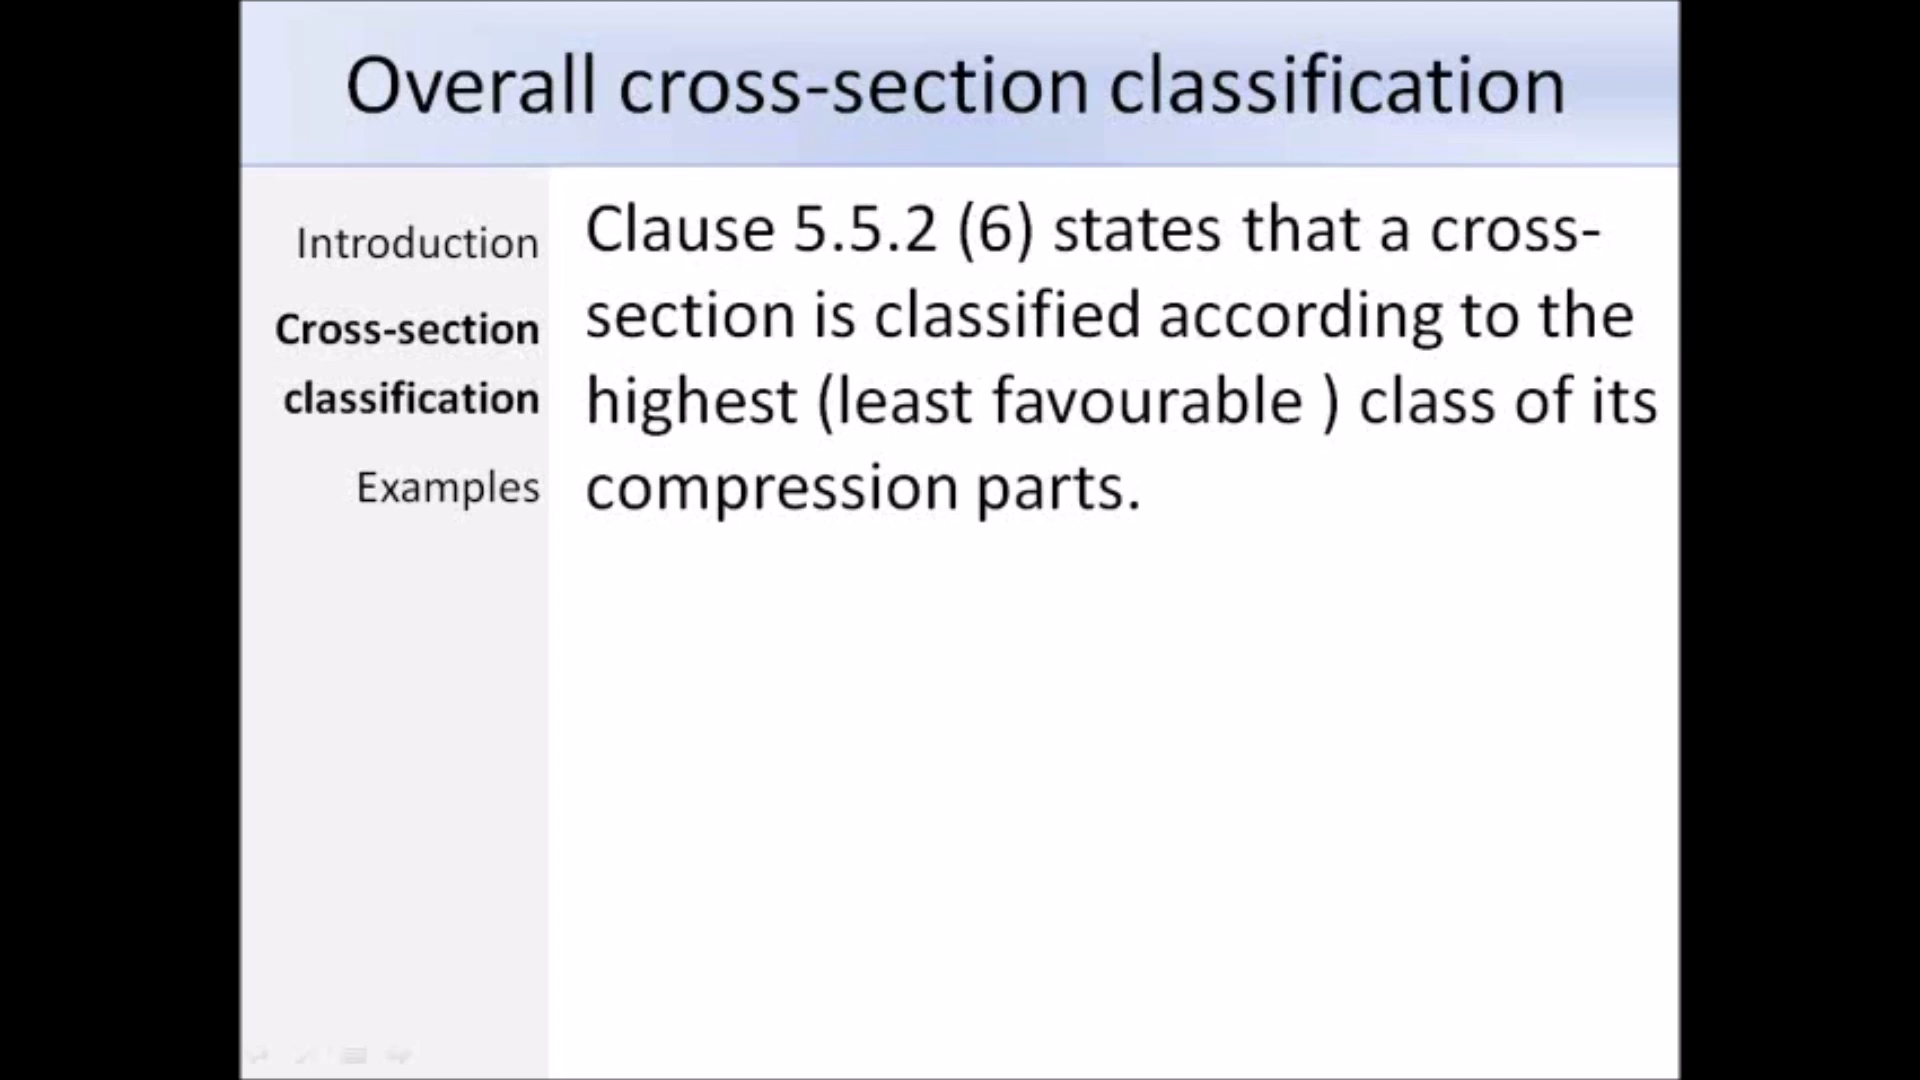 Overall cross-section classification
Introduction
Cross-section
classification
Examples
Clause 5.5.2 (6) states that a cross-
section is classified according to the
highest (least favourable ) class of its
compression parts.